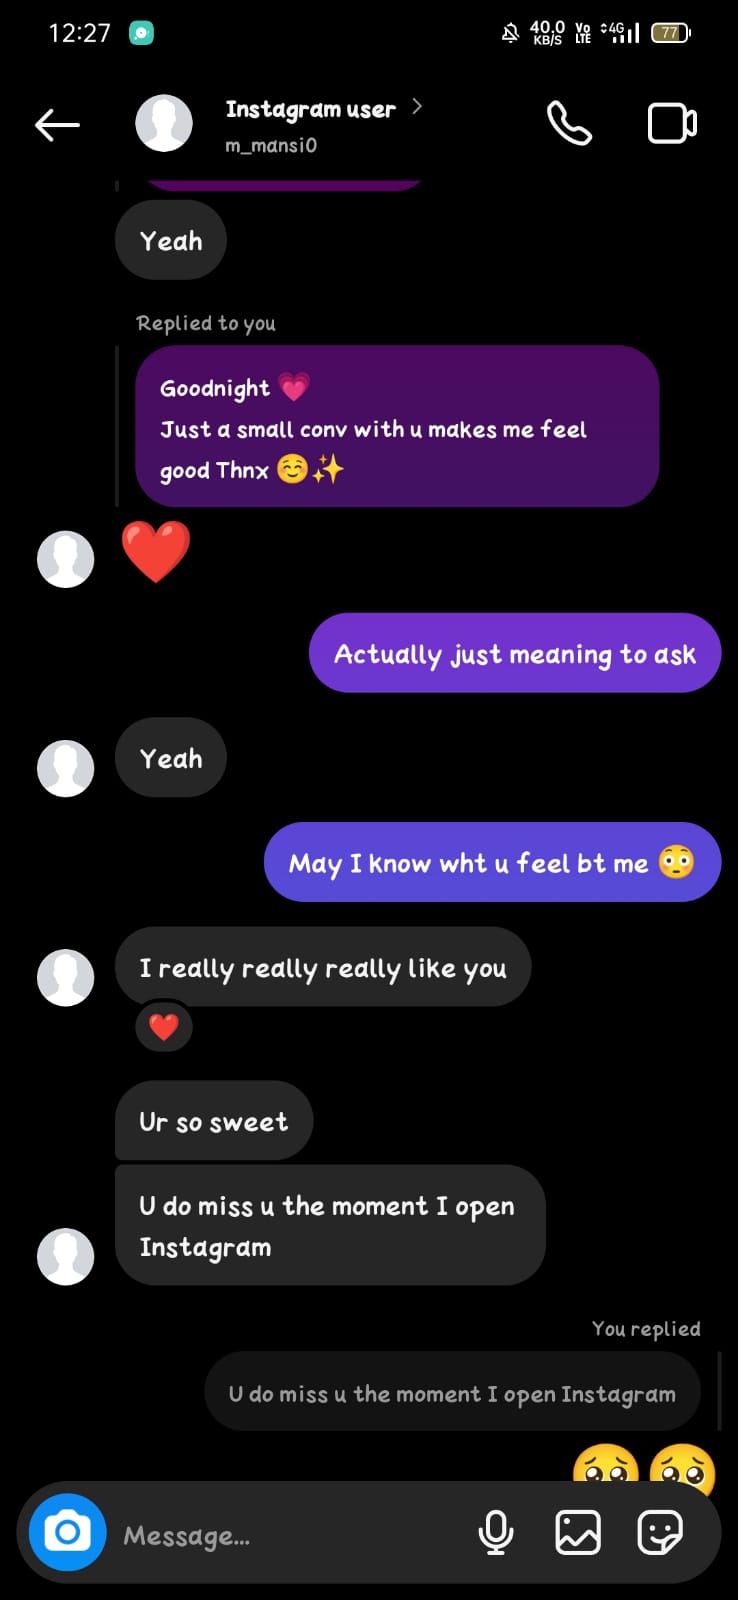 12:27
40.0
KB/S
Vo
LTE
4G
77
Instagram user
m_mansi0
Yeah
Replied to you
Goodnight 💗
Just a small conv with u makes me feel
good Thnx ☺️✨
❤️
Actually just meaning to ask
Yeah
May I know wht u feel bt me 😳
I really really really like you
❤️
Ur so sweet
U do miss u the moment I open
Instagram
You replied
U do miss u the moment I open Instagram
🥺🥺
Message...